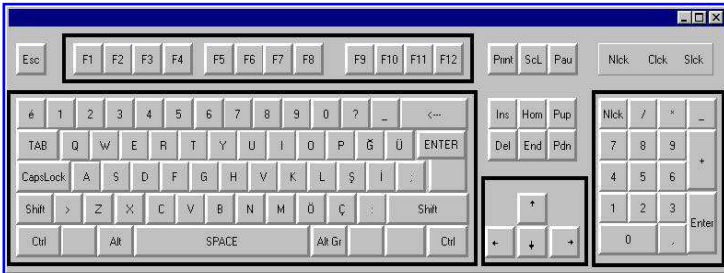 Esc F1 F2 F3 F4 F5 F6 F7 F8 F9 F10 F11 F12 Prınt ScL Pau Nlck Clck Slck
é 1 2 3 4 5 6 7 8 9 0 ? _ <--- Ins Hom Pup Nlck / * _
TAB Q W E R T Y U I O P Ğ Ü ENTER Del End Pdn 7 8 9 +
CapsLock A S D F G H J K L Ş İ ; 4 5 6
Shift > Z X C V B N M Ö Ç : Shift ↑ 1 2 3 Enter
Ctrl Alt SPACE Alt Gr Ctrl ← ↓ → 0 ,